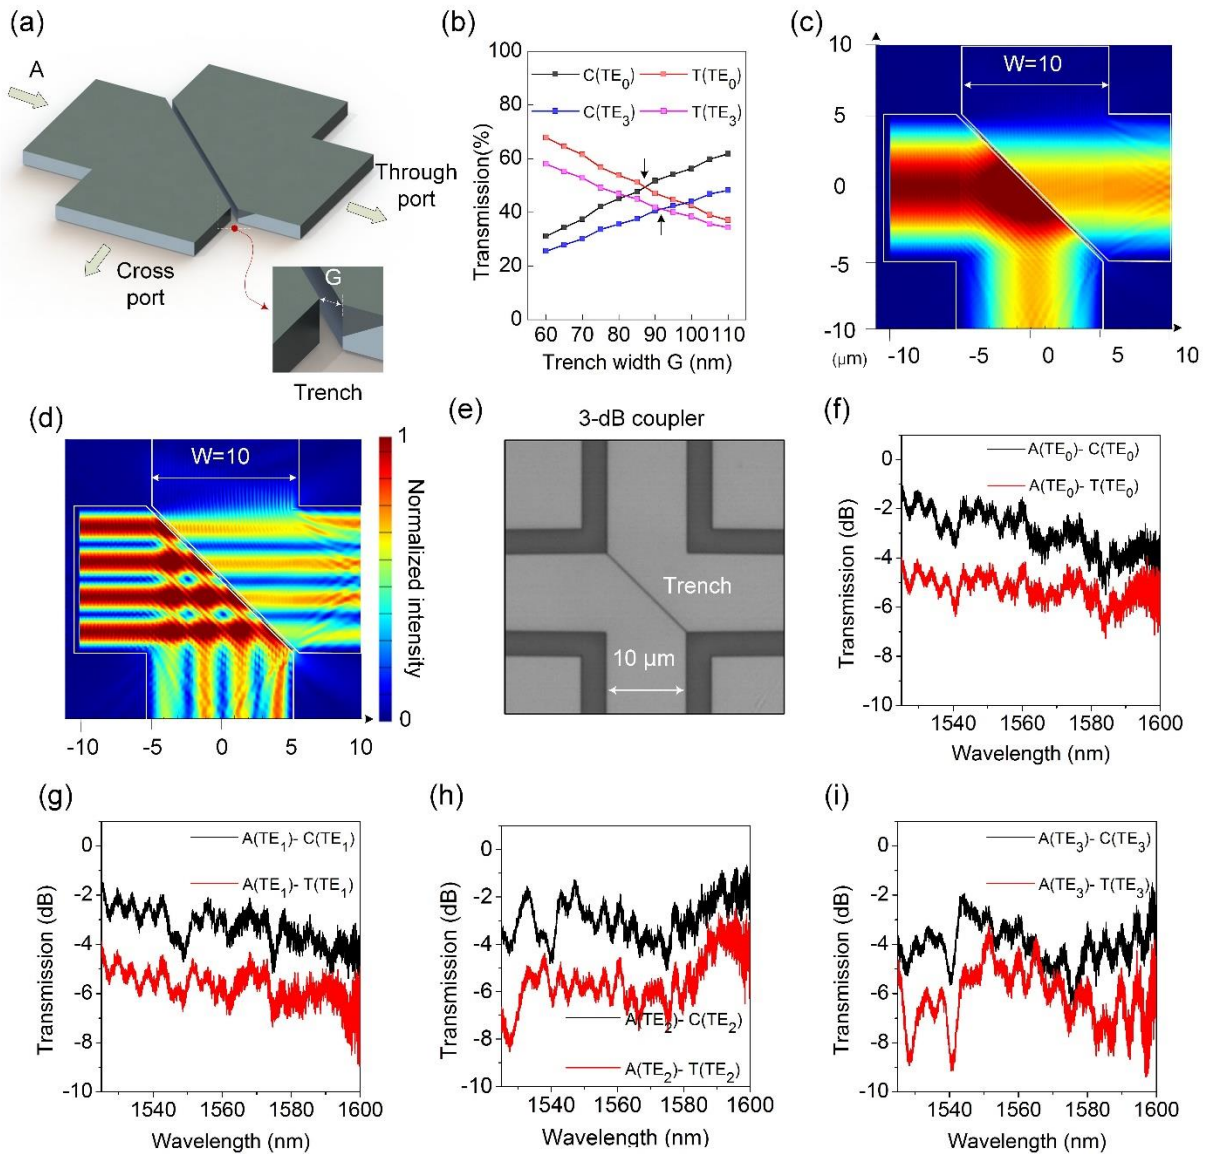 (a)
A
Through
port
Cross
port
G
Trench
(b)
100
80
60
40
20
0
Transmission(%)
C(TE0)
T(TE0)
C(TE3)
T(TE3)
60 70 80 90 100 110
Trench width G (nm)
(c)
10
5
0
-5
-10
W=10
(μm)
-10 -5 0 5 10
(d)
W=10
-10 -5 0 5 10
1
0
Normalized intensity
(e)
3-dB coupler
Trench
10 μm
(f)
0
-2
-4
-6
-8
-10
Transmission (dB)
A(TE0)- C(TE0)
A(TE0)- T(TE0)
1540 1560 1580 1600
Wavelength (nm)
(g)
0
-2
-4
-6
-8
-10
Transmission (dB)
A(TE1)- C(TE1)
A(TE1)- T(TE1)
1540 1560 1580 1600
Wavelength (nm)
(h)
0
-2
-4
-6
-8
-10
Transmission (dB)
A(TE2)- C(TE2)
A(TE2)- T(TE2)
1540 1560 1580 1600
Wavelength (nm)
(i)
0
-2
-4
-6
-8
-10
Transmission (dB)
A(TE3)- C(TE3)
A(TE3)- T(TE3)
1540 1560 1580 1600
Wavelength (nm)